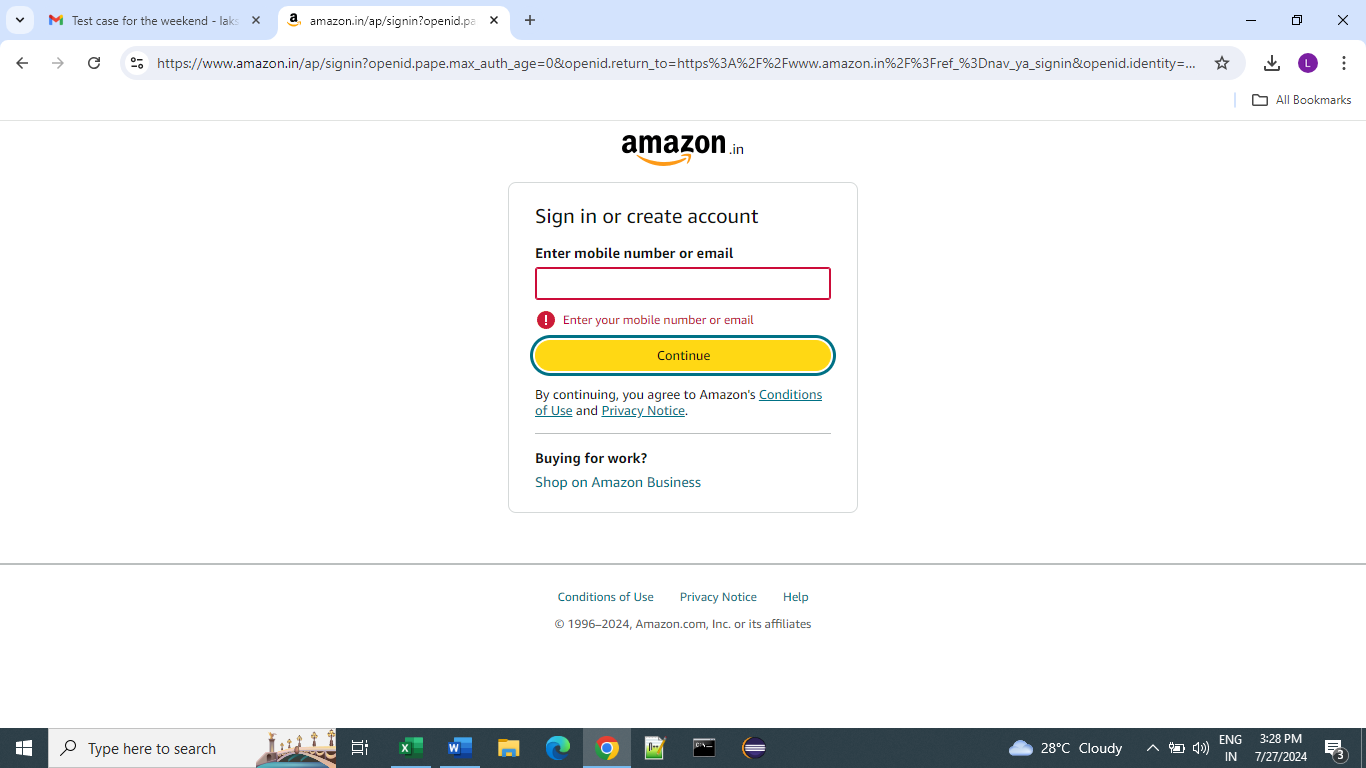 Test case for the weekend - laks
amazon.in/ap/signin?openid.pa
https://www.amazon.in/ap/signin?openid.pape.max_auth_age=0&openid.return_to=https%3A%2F%2Fwww.amazon.in%2F%3Fref_%3Dnav_ya_signin&openid.identity=...
L
All Bookmarks
amazon.in
Sign in or create account
Enter mobile number or email
! Enter your mobile number or email
Continue
By continuing, you agree to Amazon's Conditions
of Use and Privacy Notice.
Buying for work?
Shop on Amazon Business
Conditions of Use Privacy Notice Help
© 1996–2024, Amazon.com, Inc. or its affiliates
Type here to search
28°C Cloudy
ENG
IN
3:28 PM
7/27/2024
3